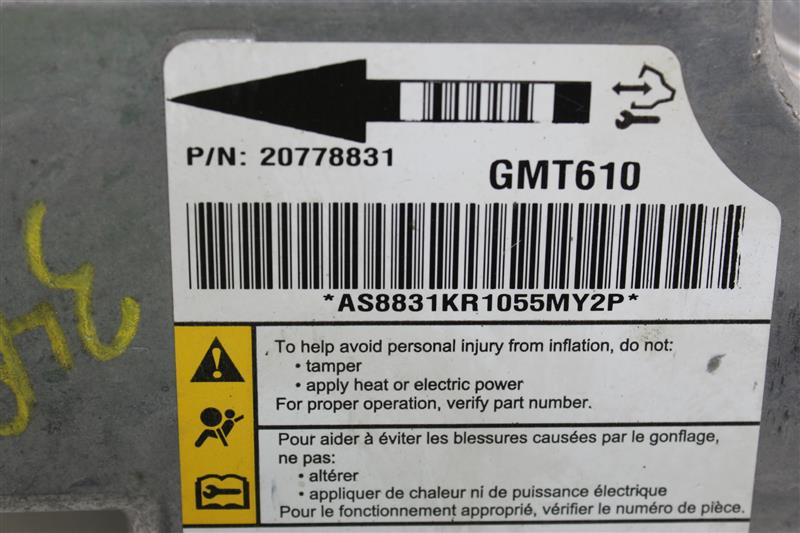 P/N: 20778831
GMT610
*AS8831KR1055MY2P*
To help avoid personal injury from inflation, do not:
• tamper
• apply heat or electric power
For proper operation, verify part number.
Pour aider à éviter les blessures causées par le gonflage,
ne pas:
• altérer
• appliquer de chaleur ni de puissance électrique
Pour le fonctionnement approprié, vérifier le numéro de pièce.